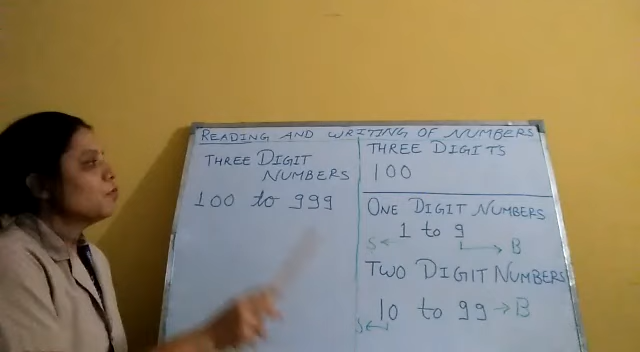 READING AND WRITING OF NUMBERS
THREE DIGIT
NUMBERS
100 to 999
THREE DIGITS
100
ONE DIGIT NUMBERS
1 to 9
S ← → B
TWO DIGIT NUMBERS
10 to 99 → B
S ←